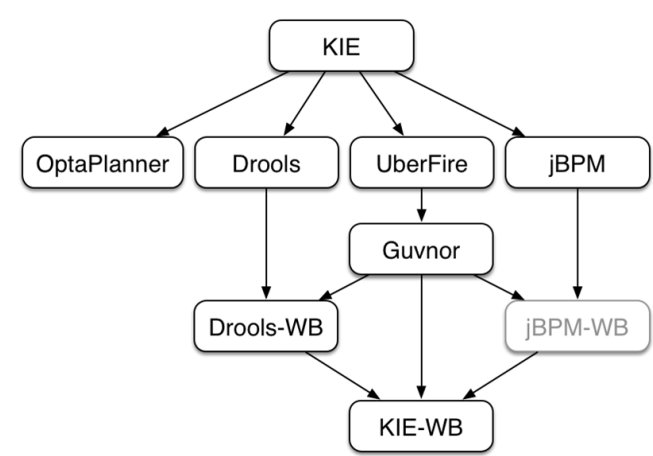 KIE
OptaPlanner
Drools
UberFire
jBPM
Guvnor
Drools-WB
jBPM-WB
KIE-WB